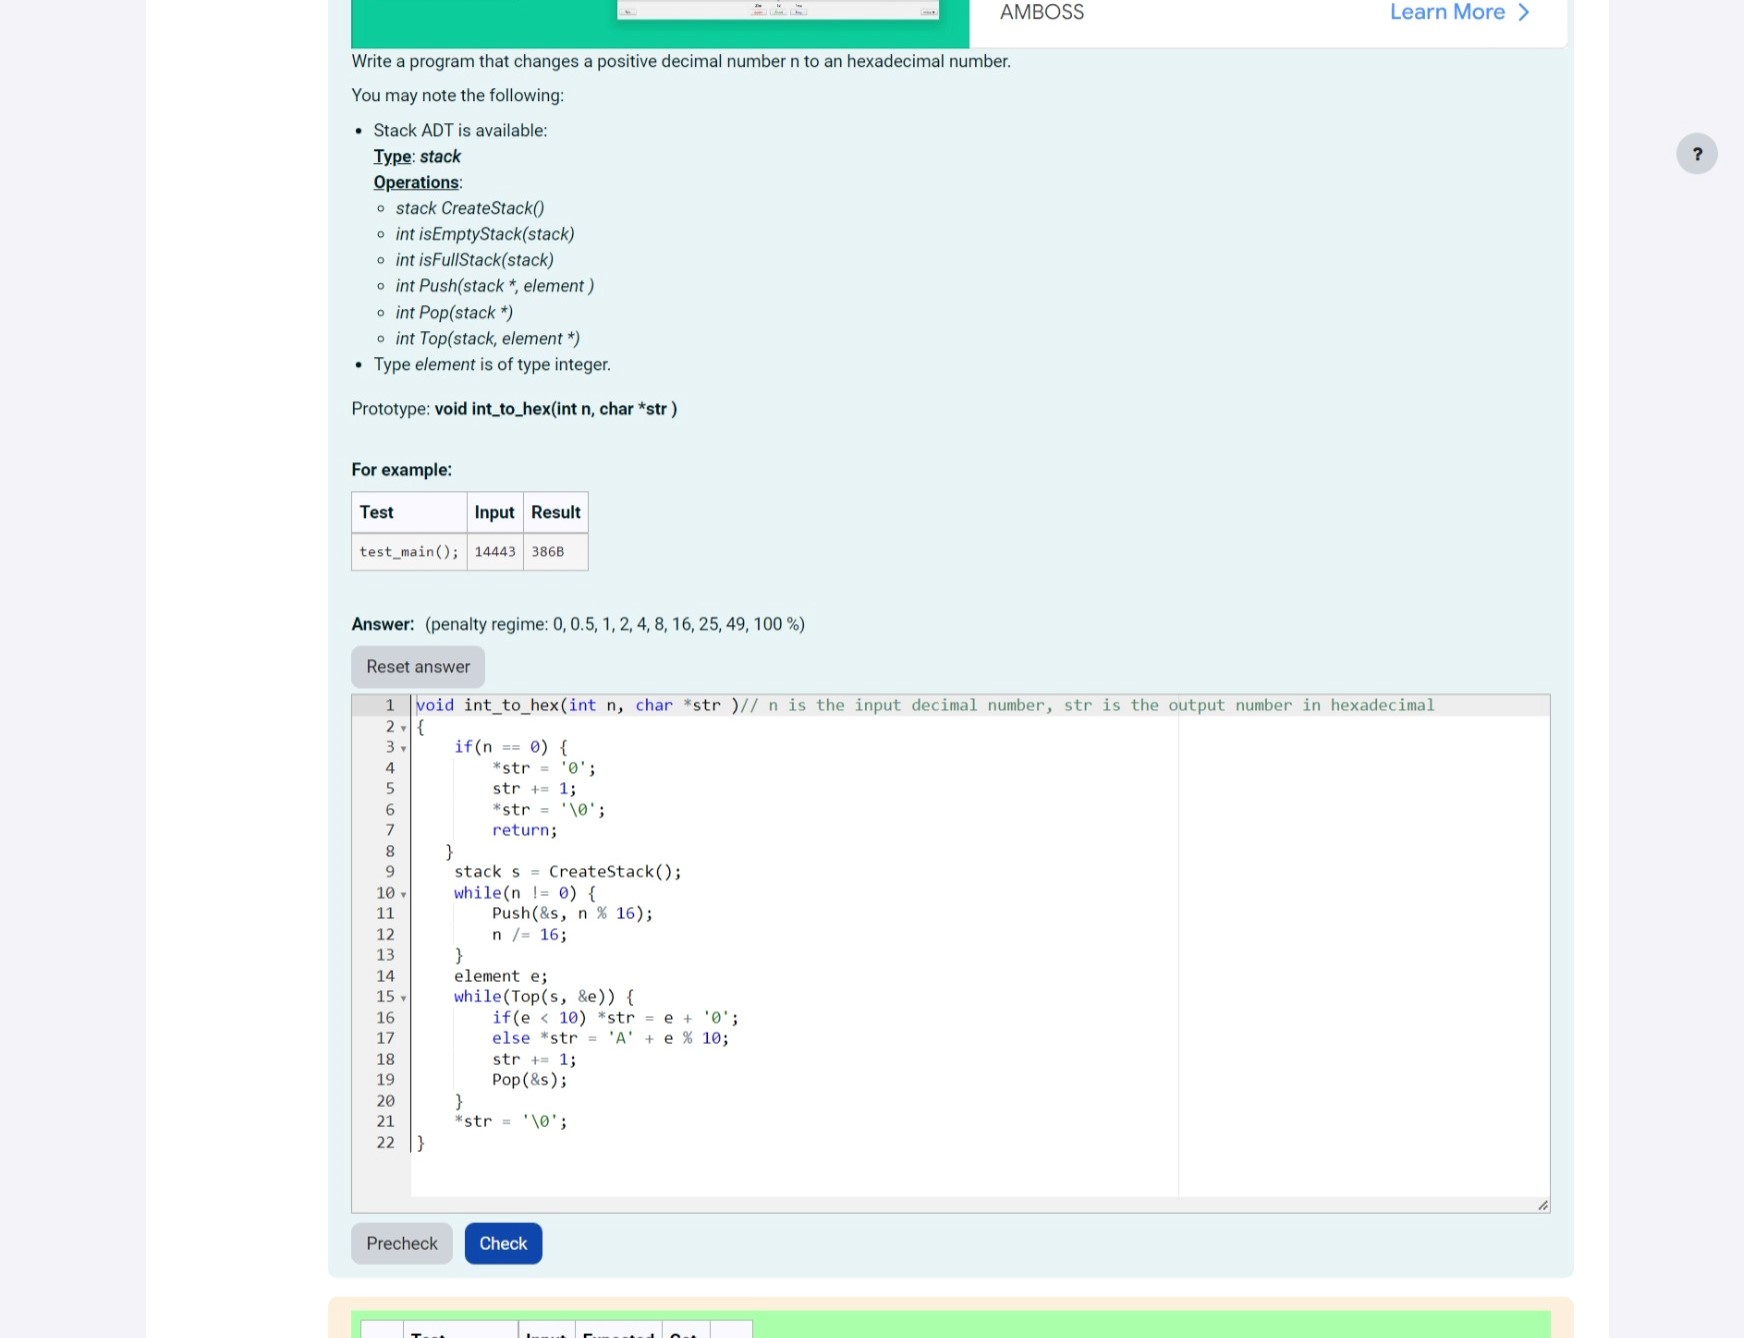 AMBOSS
Learn More
Write a program that changes a positive decimal number n to an hexadecimal number.
You may note the following:
Stack ADT is available:
Type: stack
Operations:
stack CreateStack()
int isEmptyStack(stack)
int isFullStack(stack)
int Push(stack *, element )
int Pop(stack *)
int Top(stack, element *)
Type element is of type integer.
Prototype: void int_to_hex(int n, char *str )
For example:
Test Input Result
test_main(); 14443 386B
Answer: (penalty regime: 0, 0.5, 1, 2, 4, 8, 16, 25, 49, 100 %)
Reset answer
1 void int_to_hex(int n, char *str )// n is the input decimal number, str is the output number in hexadecimal
2 {
3 if(n == 0) {
4 *str = '0';
5 str += 1;
6 *str = '\0';
7 return;
8 }
9 stack s = CreateStack();
10 while(n != 0) {
11 Push(&s, n % 16);
12 n /= 16;
13 }
14 element e;
15 while(Top(s, &e)) {
16 if(e < 10) *str = e + '0';
17 else *str = 'A' + e % 10;
18 str += 1;
19 Pop(&s);
20 }
21 *str = '\0';
22 }
Precheck
Check
?
Test Input Expected Got